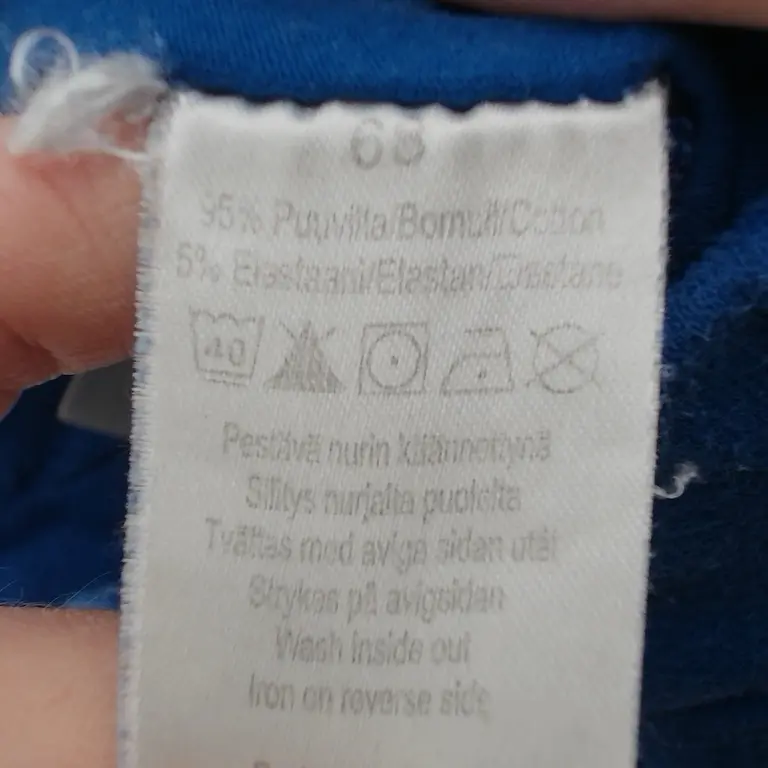 68
95% Puuvilla/Bomull/Cotton
5% Elastaani/Elastan/Elastane
40
Pestävä nurin käännettynä
Silitys nurjalta puolelta
Tvättas med aviga sidan utåt
Strykes på avigsidan
Wash inside out
Iron on reverse side